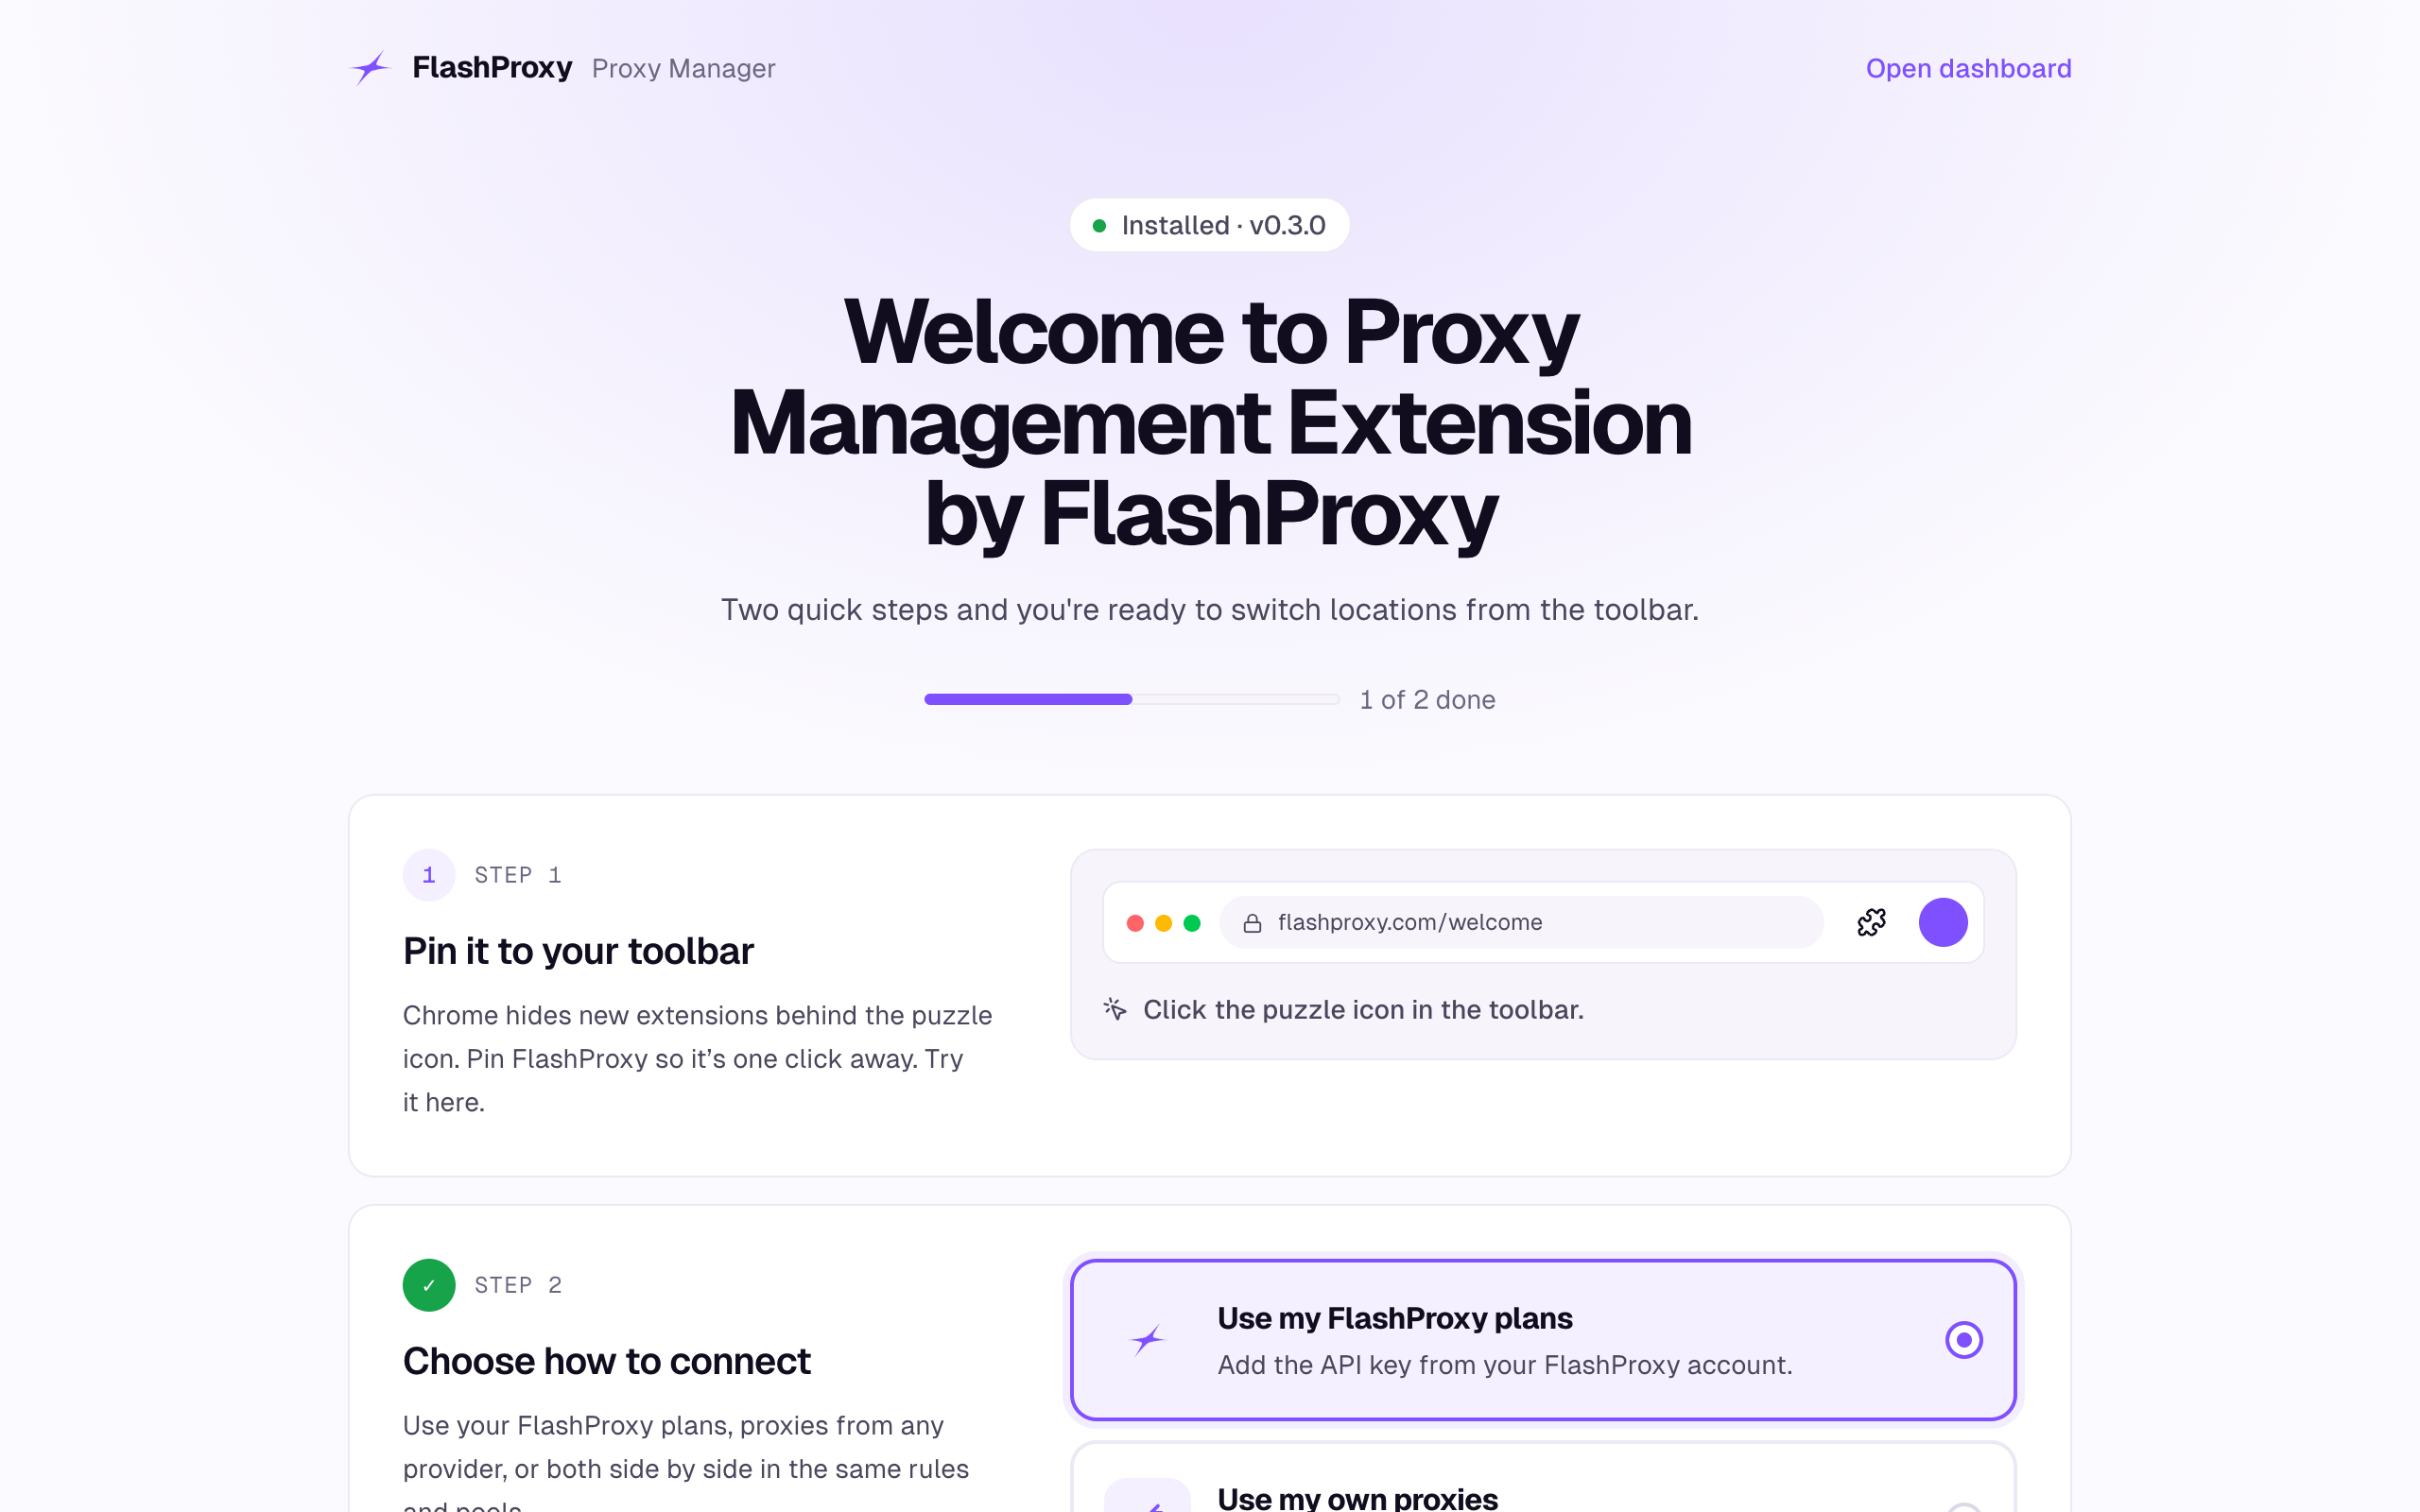 FlashProxy Proxy Manager
Open dashboard
Installed · v0.3.0
Welcome to Proxy
Management Extension
by FlashProxy
Two quick steps and you're ready to switch locations from the toolbar.
1 of 2 done
1 STEP 1
Pin it to your toolbar
Chrome hides new extensions behind the puzzle
icon. Pin FlashProxy so it’s one click away. Try
it here.
flashproxy.com/welcome
Click the puzzle icon in the toolbar.
✓ STEP 2
Choose how to connect
Use your FlashProxy plans, proxies from any
provider, or both side by side in the same rules
and pools.
Use my FlashProxy plans
Add the API key from your FlashProxy account.
Use my own proxies